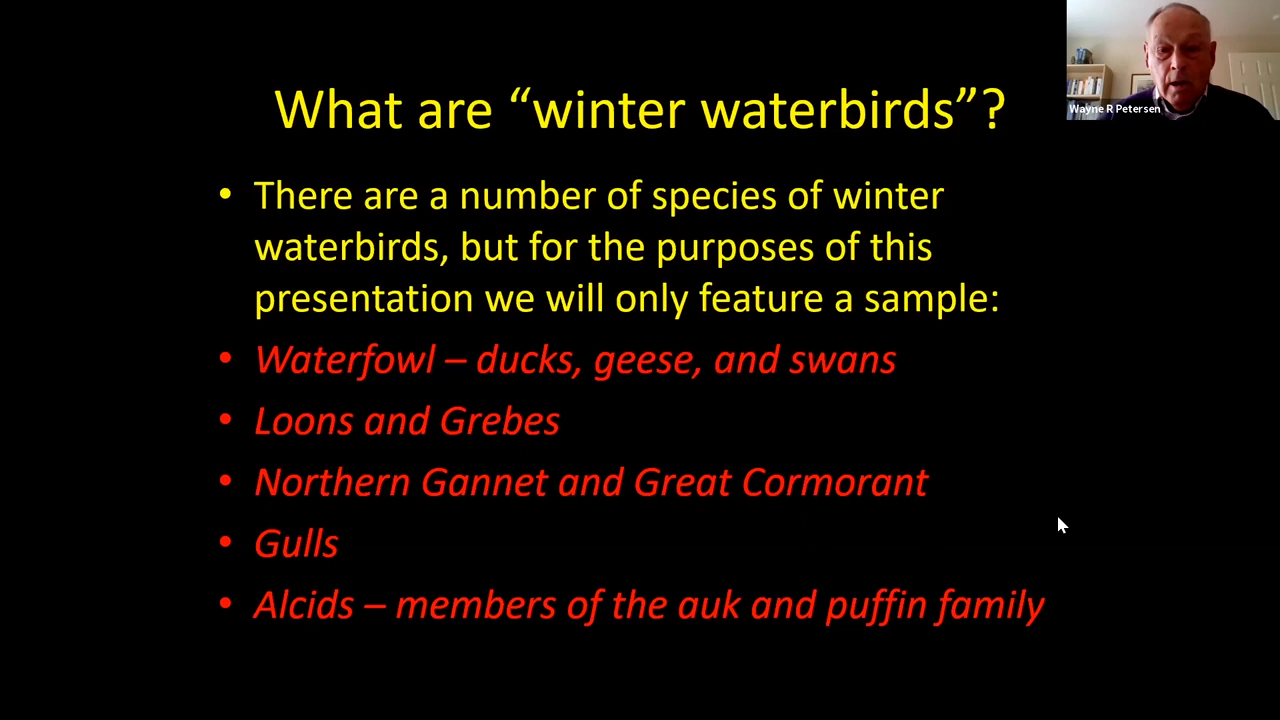 What are “winter waterbirds”?
Wayne R Petersen
• There are a number of species of winter
waterbirds, but for the purposes of this
presentation we will only feature a sample:
• Waterfowl – ducks, geese, and swans
• Loons and Grebes
• Northern Gannet and Great Cormorant
• Gulls
• Alcids – members of the auk and puffin family